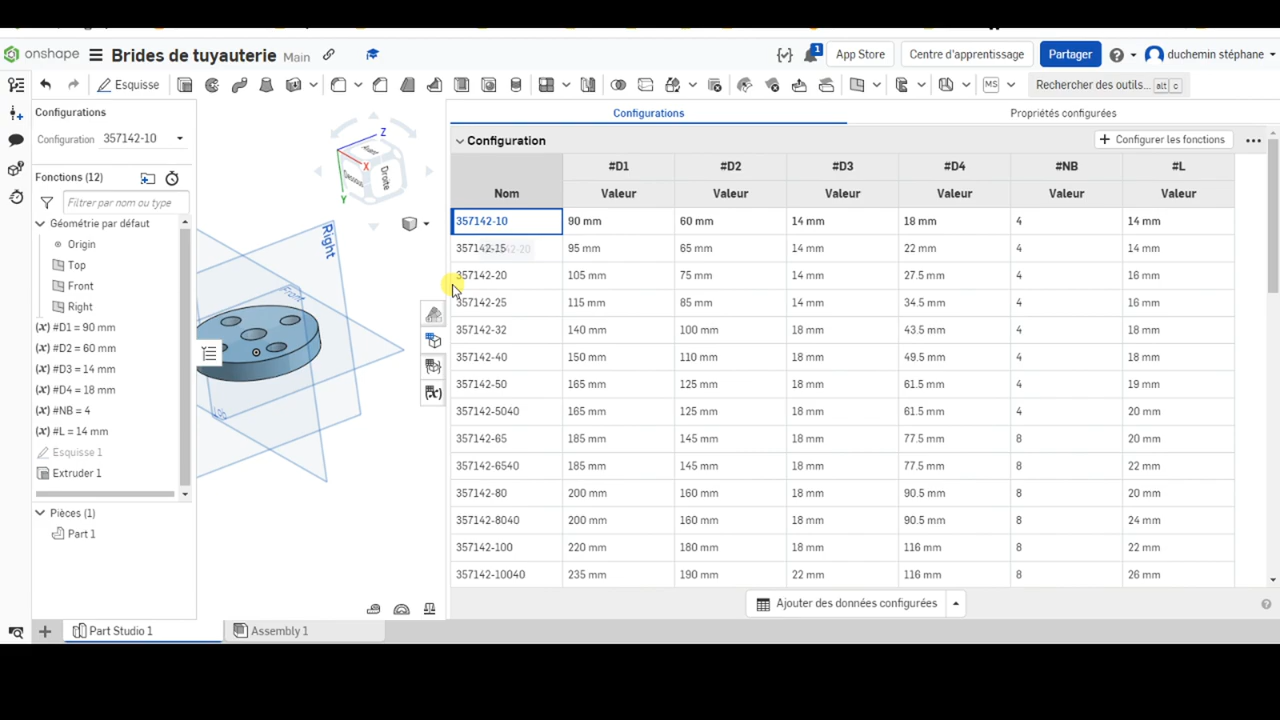 onshape Brides de tuyauterie Main 1 App Store Centre d'apprentissage Partager duchemin stéphane
Esquisse MS Rechercher des outils... alt c
Configurations
Configuration 357142-10
Fonctions (12)
Filtrer par nom ou type
Géométrie par défaut
Origin
Top
Front
Right
(x) #D1 = 90 mm
(x) #D2 = 60 mm
(x) #D3 = 14 mm
(x) #D4 = 18 mm
(x) #NB = 4
(x) #L = 14 mm
Esquisse 1
Extruder 1
Pièces (1)
Part 1
Z
X
Y
Avant
Droite
Right
Configurations Propriétés configurées
Configuration Configurer les fonctions
#D1 #D2 #D3 #D4 #NB #L
Nom Valeur Valeur Valeur Valeur Valeur Valeur
357142-10 90 mm 60 mm 14 mm 18 mm 4 14 mm
357142-15 95 mm 65 mm 14 mm 22 mm 4 14 mm
357142-20 105 mm 75 mm 14 mm 27.5 mm 4 16 mm
357142-25 115 mm 85 mm 14 mm 34.5 mm 4 16 mm
357142-32 140 mm 100 mm 18 mm 43.5 mm 4 18 mm
357142-40 150 mm 110 mm 18 mm 49.5 mm 4 18 mm
357142-50 165 mm 125 mm 18 mm 61.5 mm 4 19 mm
357142-5040 165 mm 125 mm 18 mm 61.5 mm 4 20 mm
357142-65 185 mm 145 mm 18 mm 77.5 mm 8 20 mm
357142-6540 185 mm 145 mm 18 mm 77.5 mm 8 22 mm
357142-80 200 mm 160 mm 18 mm 90.5 mm 8 20 mm
357142-8040 200 mm 160 mm 18 mm 90.5 mm 8 24 mm
357142-100 220 mm 180 mm 18 mm 116 mm 8 22 mm
357142-10040 235 mm 190 mm 22 mm 116 mm 8 26 mm
Ajouter des données configurées
Part Studio 1 Assembly 1